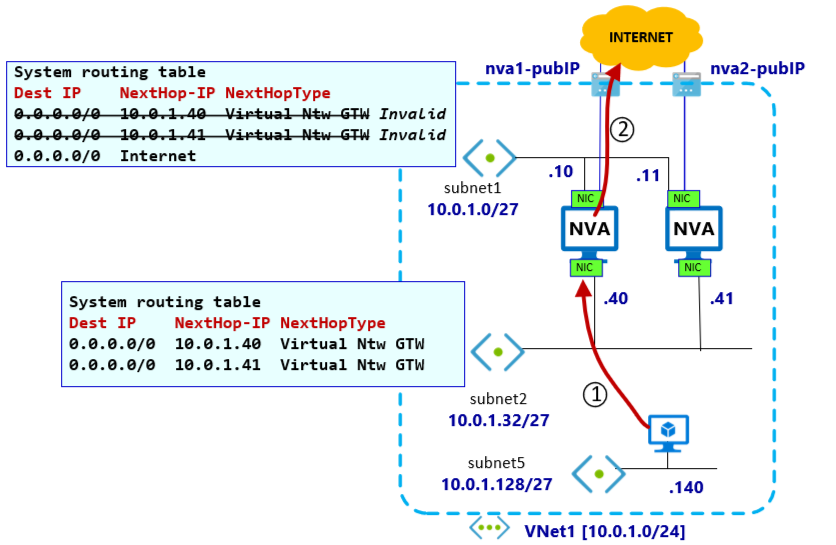 INTERNET
nva1-pubIP
nva2-pubIP
System routing table
Dest IP NextHop-IP NextHopType
0.0.0.0/0 10.0.1.40 Virtual Ntw GTW Invalid
0.0.0.0/0 10.0.1.41 Virtual Ntw GTW Invalid
0.0.0.0/0 Internet
2
subnet1
10.0.1.0/27
.10
.11
NIC
NIC
NVA
NVA
NIC
NIC
.40
.41
System routing table
Dest IP NextHop-IP NextHopType
0.0.0.0/0 10.0.1.40 Virtual Ntw GTW
0.0.0.0/0 10.0.1.41 Virtual Ntw GTW
1
subnet2
10.0.1.32/27
subnet5
10.0.1.128/27
.140
VNet1 [10.0.1.0/24]